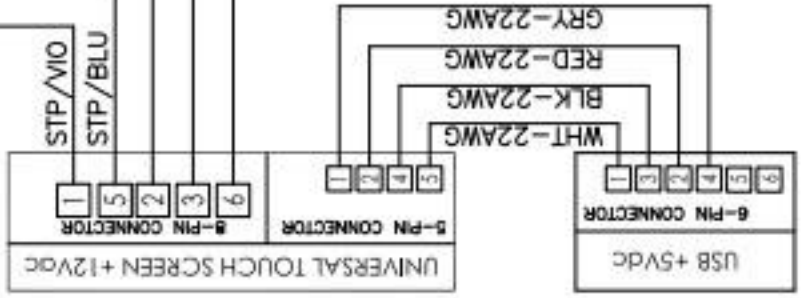 GRY-22AWG
RED-22AWG
BLK-22AWG
WHT-22AWG
STP/VIO
STP/BLU
1 5 2 3 6
8-PIN CONNECTOR
1 2 4 5
5-PIN CONNECTOR
UNIVERSAL TOUCH SCREEN +12Vdc
1 3 2 4 5 6
6-PIN CONNECTOR
USB +5Vdc